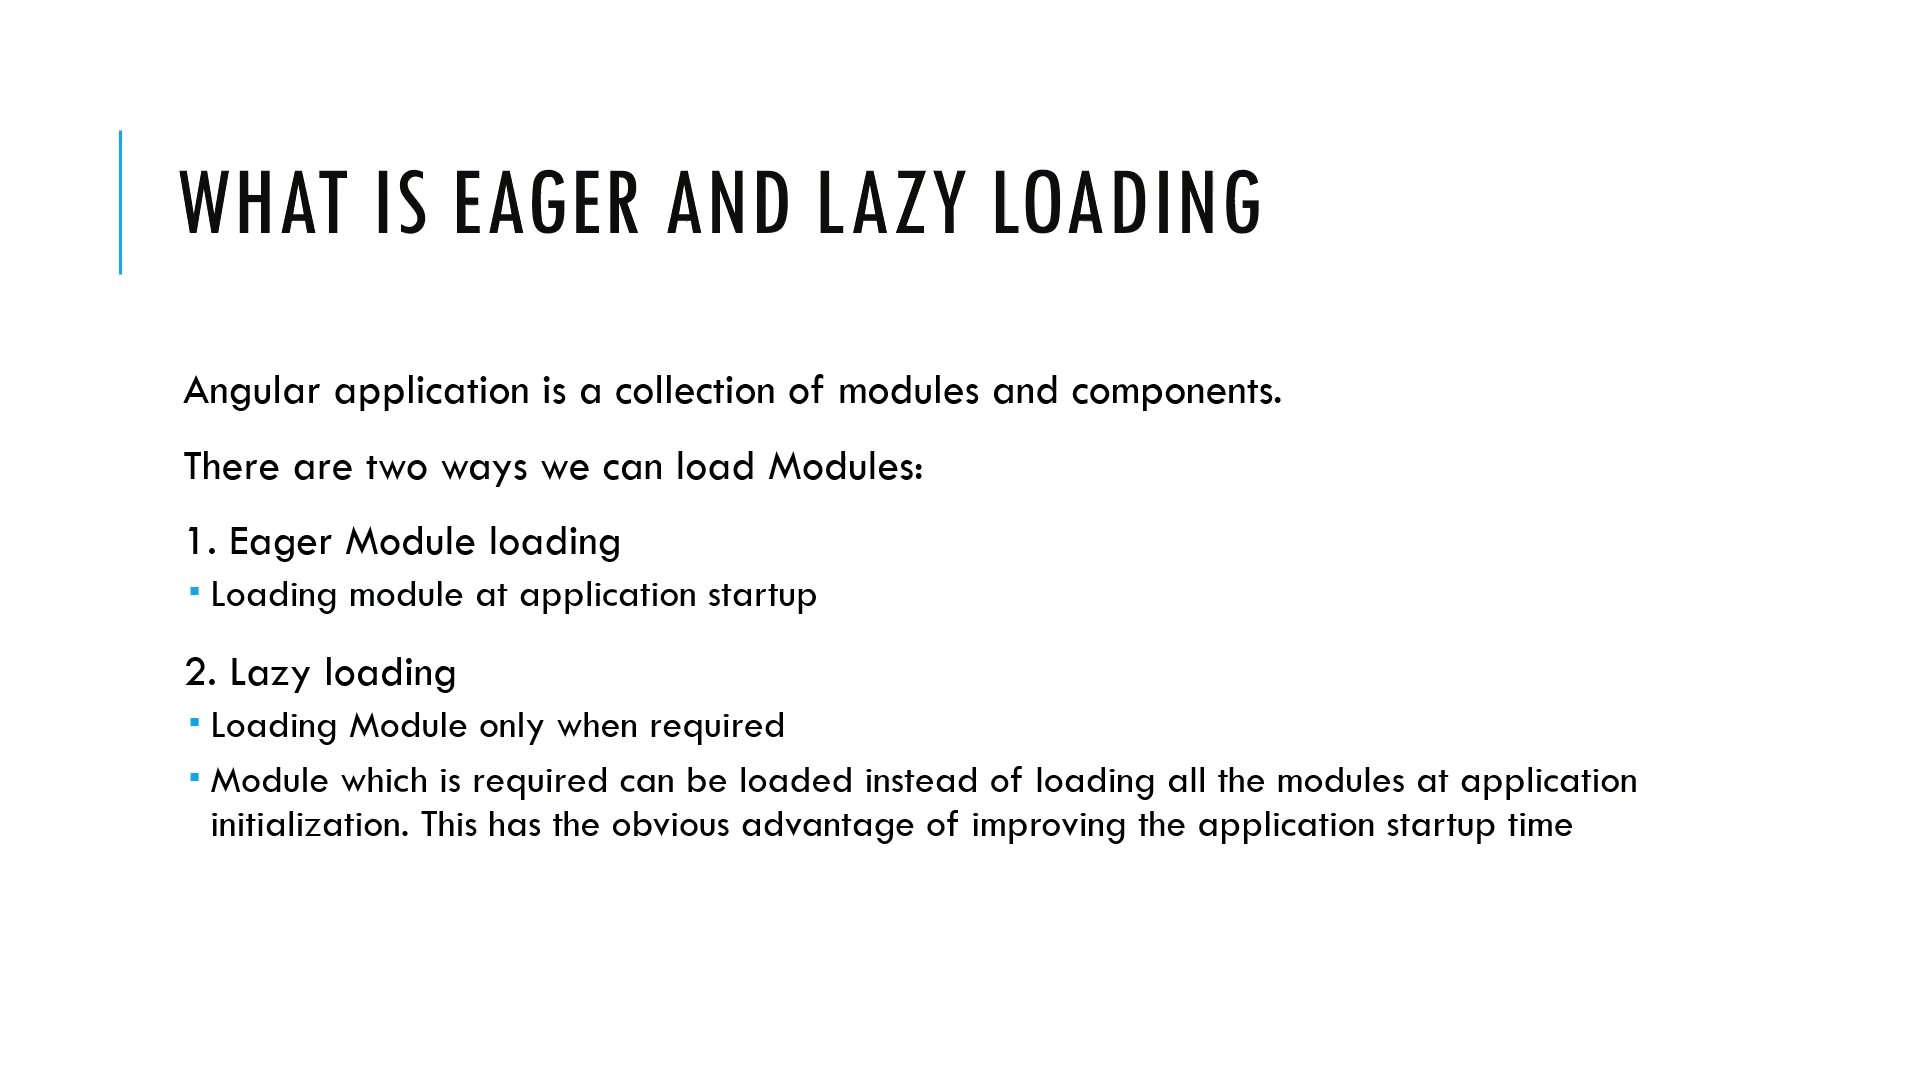 WHAT IS EAGER AND LAZY LOADING
Angular application is a collection of modules and components.
There are two ways we can load Modules:
1. Eager Module loading
▪ Loading module at application startup
2. Lazy loading
▪ Loading Module only when required
▪ Module which is required can be loaded instead of loading all the modules at application
initialization. This has the obvious advantage of improving the application startup time